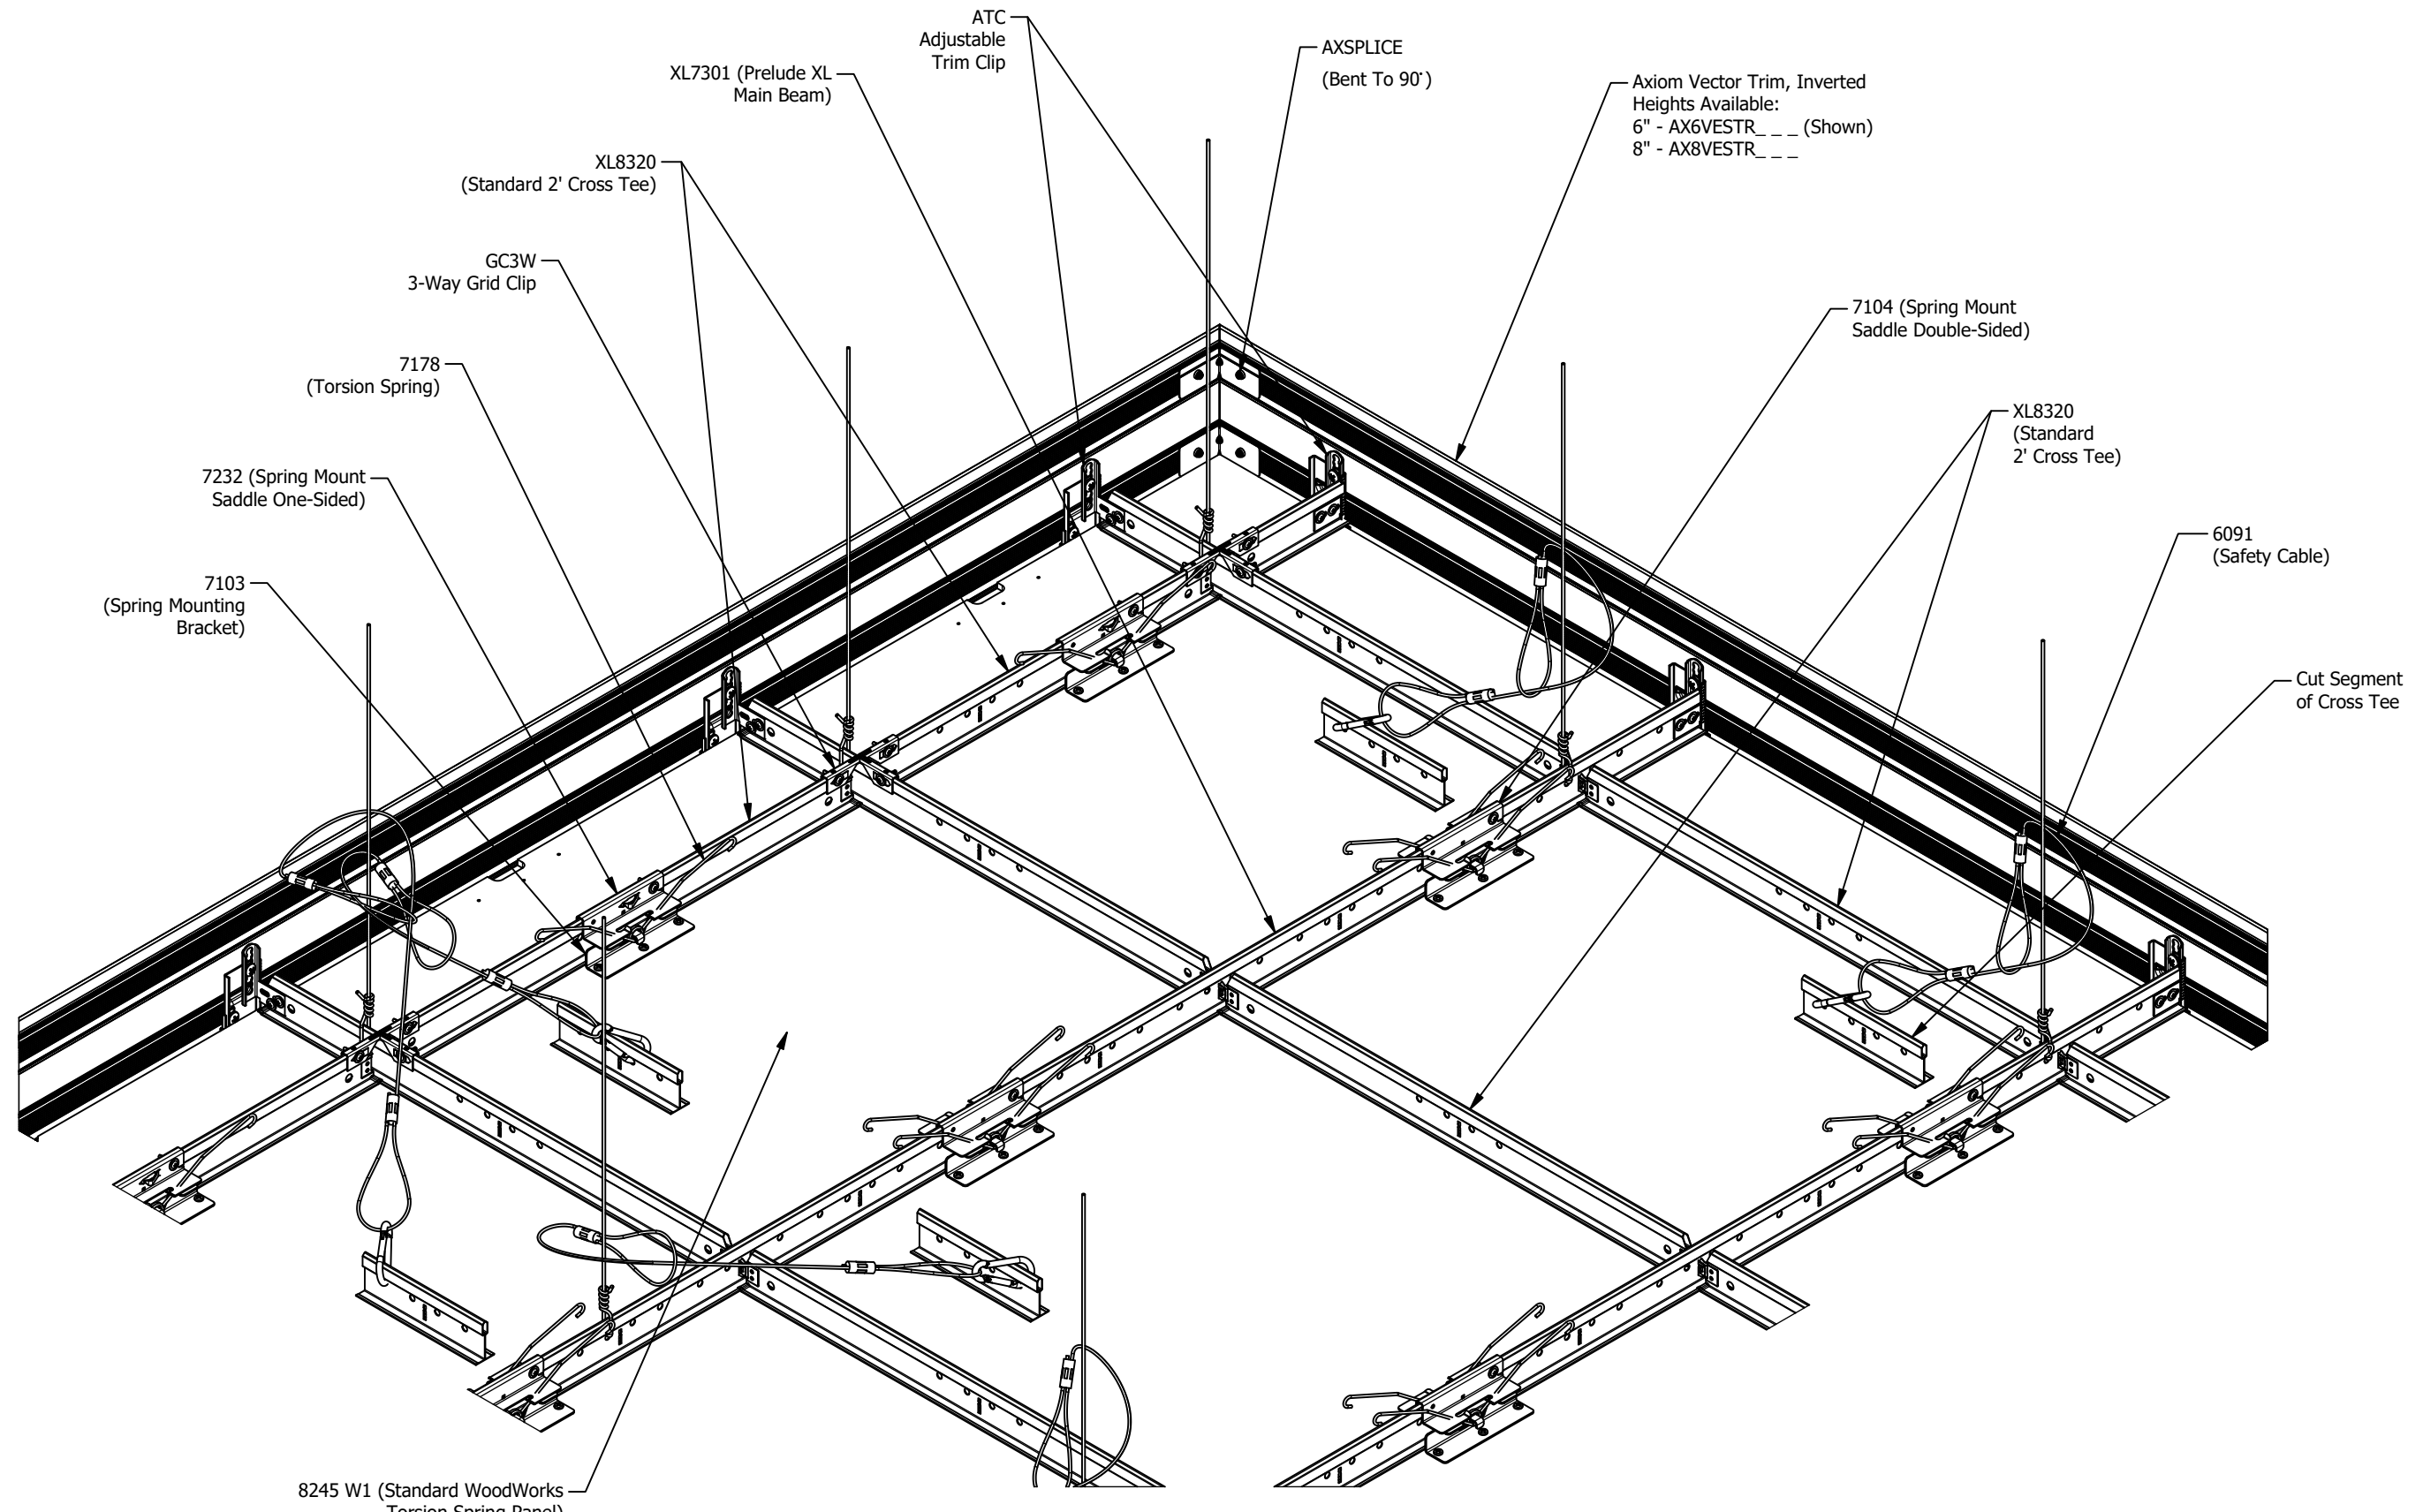 ATC
Adjustable
Trim Clip
AXSPLICE
(Bent To 90°)
XL7301 (Prelude XL
Main Beam)
Axiom Vector Trim, Inverted
Heights Available:
6" - AX6VESTR_ _ _ (Shown)
8" - AX8VESTR_ _ _
XL8320
(Standard 2' Cross Tee)
GC3W
3-Way Grid Clip
7104 (Spring Mount
Saddle Double-Sided)
7178
(Torsion Spring)
XL8320
(Standard
2' Cross Tee)
7232 (Spring Mount
Saddle One-Sided)
6091
(Safety Cable)
7103
(Spring Mounting
Bracket)
Cut Segment
of Cross Tee
8245 W1 (Standard WoodWorks
Torsion Spring Panel)